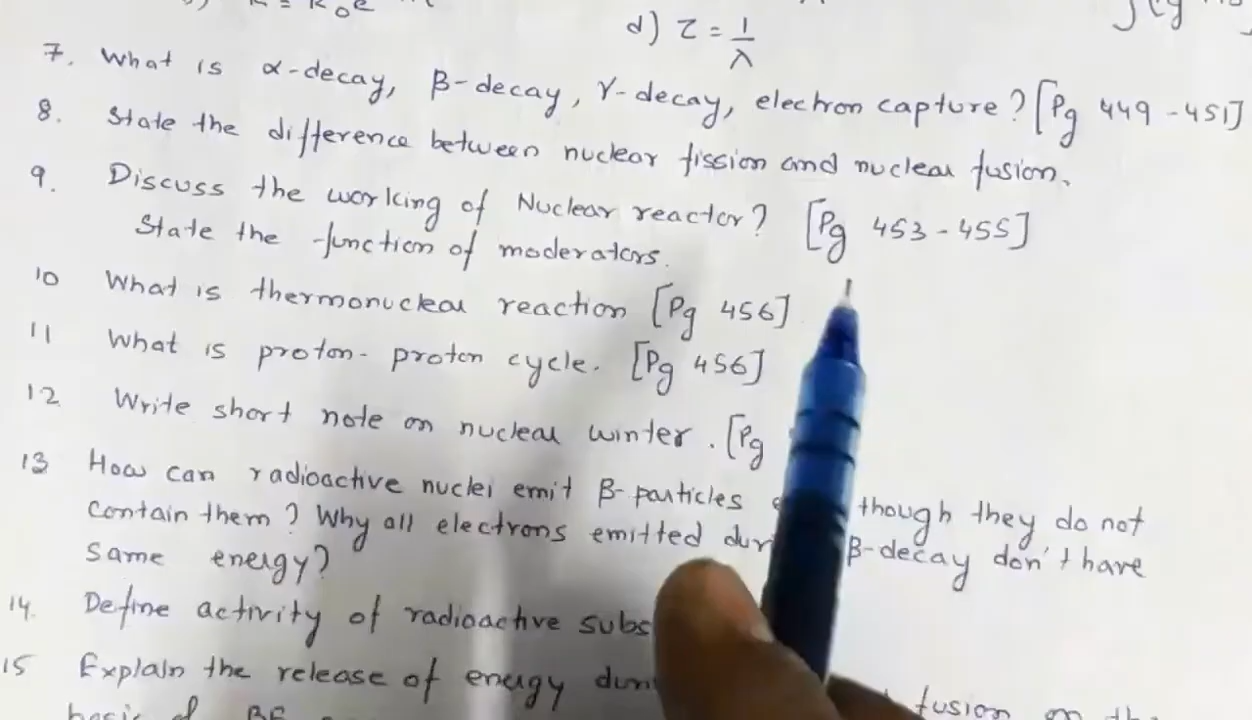 d) τ = 1/λ
7. What is α-decay, β-decay, γ-decay, electron capture? [Pg 449 - 451]
8. State the difference between nuclear fission and nuclear fusion.
9. Discuss the working of Nuclear reactor? [Pg 453 - 455]
State the function of moderators.
10 What is thermonuclear reaction [Pg 456]
11 What is proton-proton cycle. [Pg 456]
12 Write short note on nuclear winter. [Pg
13 How can radioactive nuclei emit β-particles though they do not
contain them? Why all electrons emitted β-decay don't have
same energy?
14. Define activity of radioactive
15 Explain the release of energy fusion on